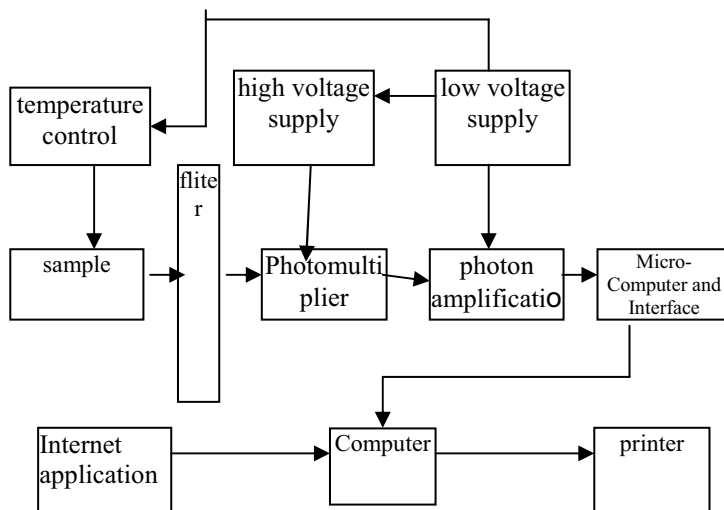 temperature
control
high voltage
supply
low voltage
supply
flite
r
sample
Photomulti
plier
photon
amplificatio
Micro-
Computer and
Interface
Internet
application
Computer
printer